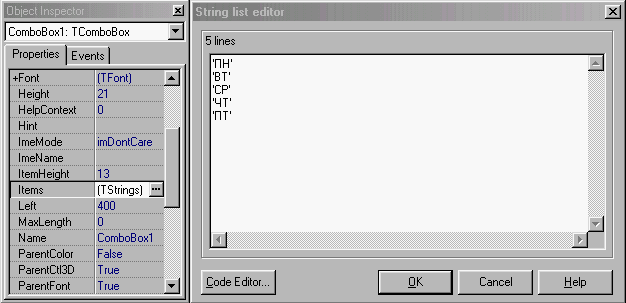 Object Inspector
ComboBox1: TComboBox
Properties Events
+Font (TFont)
Height 21
HelpContext 0
Hint
ImeMode imDontCare
ImeName
ItemHeight 13
Items (TStrings) ...
Left 400
MaxLength 0
Name ComboBox1
ParentColor False
ParentCtl3D True
ParentFont True
String list editor
5 lines
'ПН'
'ВТ'
'СР'
'ЧТ'
'ПТ'
Code Editor... OK Cancel Help